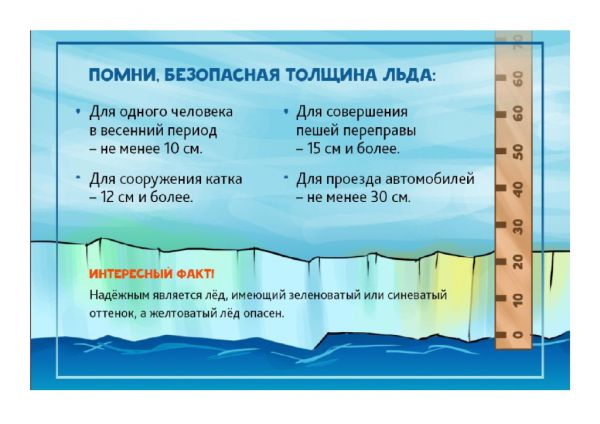 ПОМНИ, БЕЗОПАСНАЯ ТОЛЩИНА ЛЬДА:
Для одного человека
в весенний период
– не менее 10 см.
Для сооружения катка
– 12 см и более.
Для совершения
пешей переправы
– 15 см и более.
Для проезда автомобилей
– не менее 30 см.
ИНТЕРЕСНЫЙ ФАКТ!
Надёжным является лёд, имеющий зеленоватый или синеватый
оттенок, а желтоватый лёд опасен.
70
60
60
50
40
30
20
10
0